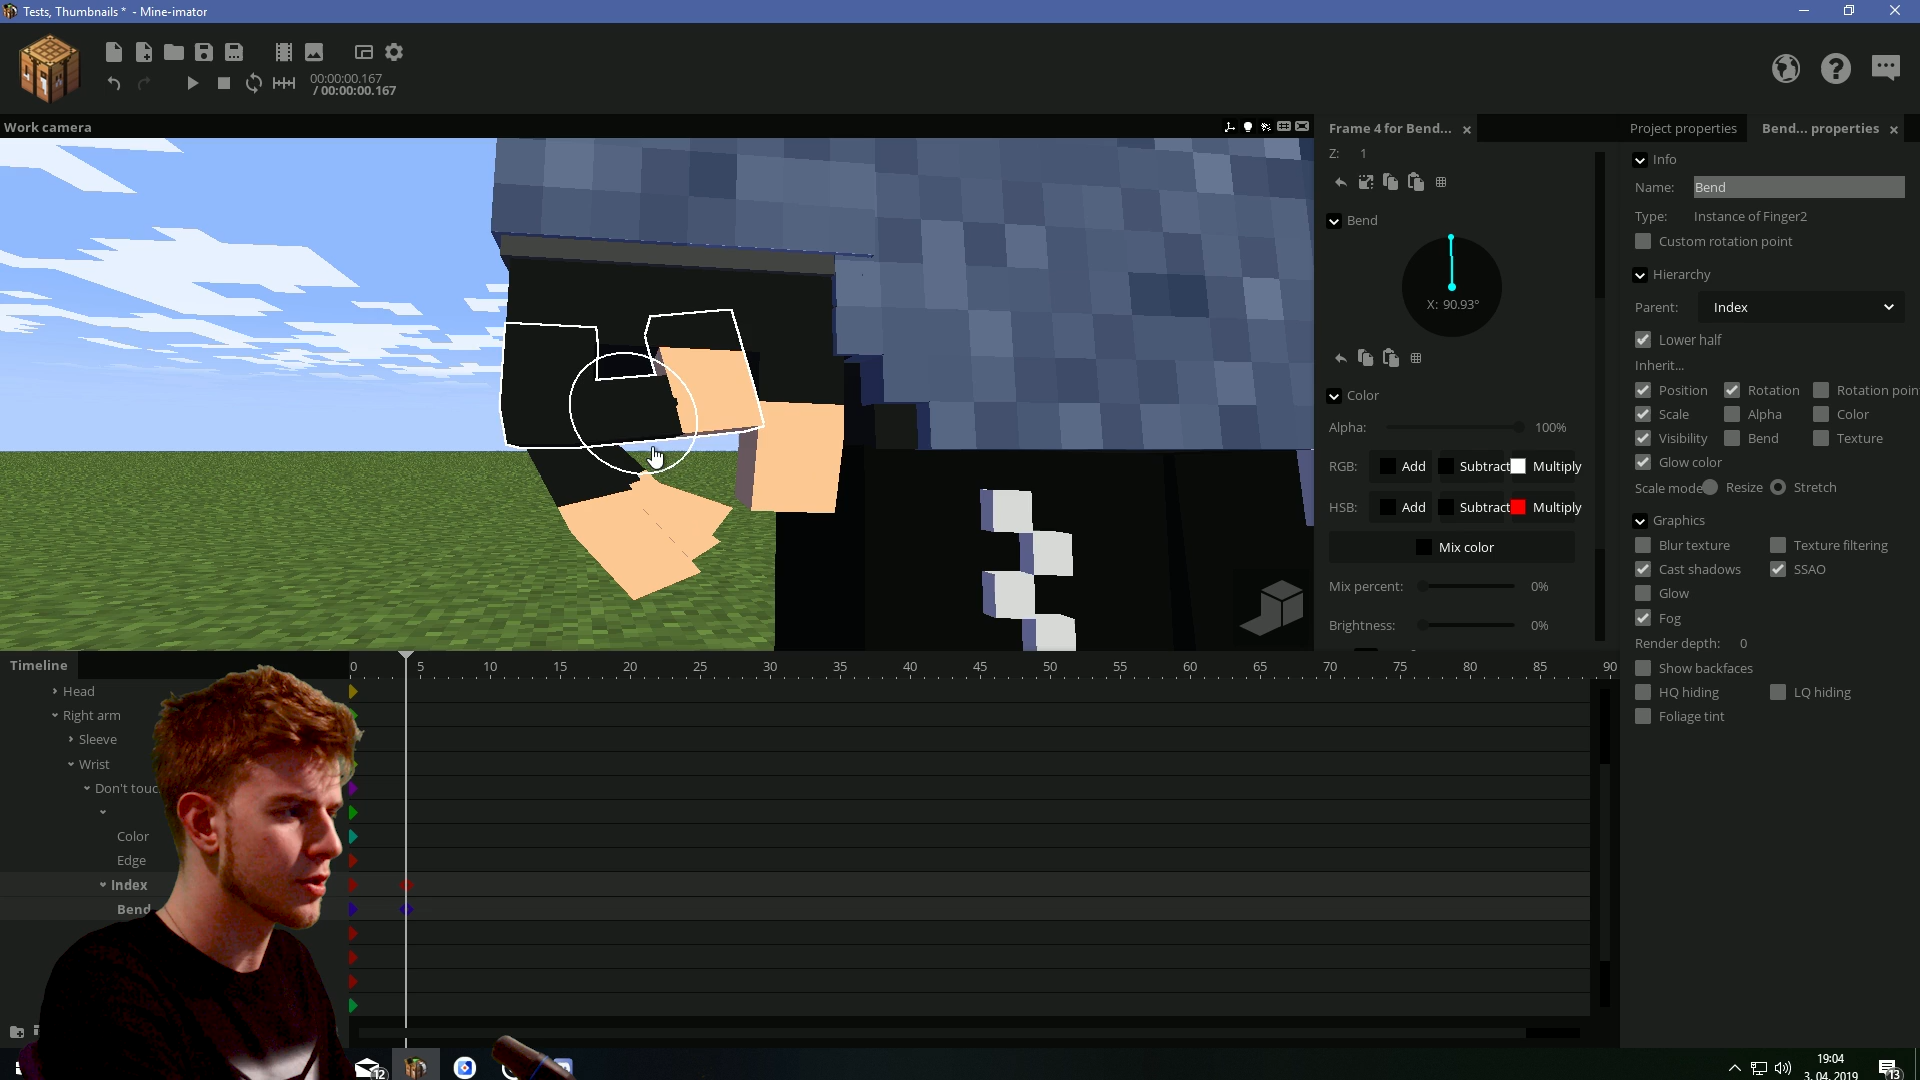 Tests, Thumbnails * - Mine-imator
00:00:00.167
/ 00:00:00.167
Work camera
Frame 4 for Bend...
Z: 1
Bend
X: 90.93°
Color
Alpha: 100%
RGB: Add Subtract Multiply
HSB: Add Subtract Multiply
Mix color
Mix percent: 0%
Brightness: 0%
Project properties
Bend... properties
Info
Name: Bend
Type: Instance of Finger2
Custom rotation point
Hierarchy
Parent: Index
Lower half
Inherit...
Position Rotation Rotation poin
Scale Alpha Color
Visibility Bend Texture
Glow color
Scale mode Resize Stretch
Graphics
Blur texture Texture filtering
Cast shadows SSAO
Glow
Fog
Render depth: 0
Show backfaces
HQ hiding LQ hiding
Foliage tint
Timeline
0 5 10 15 20 25 30 35 40 45 50 55 60 65 70 75 80 85 90
Head
Right arm
Sleeve
Wrist
Don't touc
Color
Edge
Index
Bend
12
19:04
3. 04. 2019
13